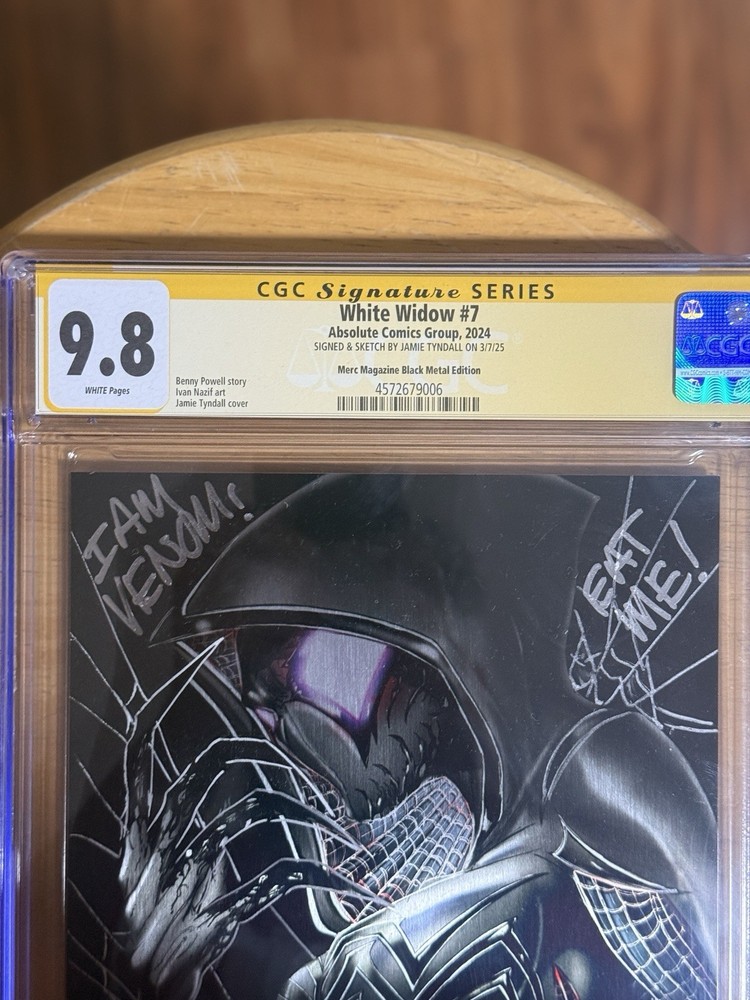 CGC Signature SERIES
9.8
WHITE Pages
White Widow #7
Absolute Comics Group, 2024
SIGNED & SKETCH BY JAMIE TYNDALL ON 3/7/25
Merc Magazine Black Metal Edition
4572679006
Benny Powell story
Ivan Nazif art
Jamie Tyndall cover
CGC
I AM
VENOM!
EAT
ME!